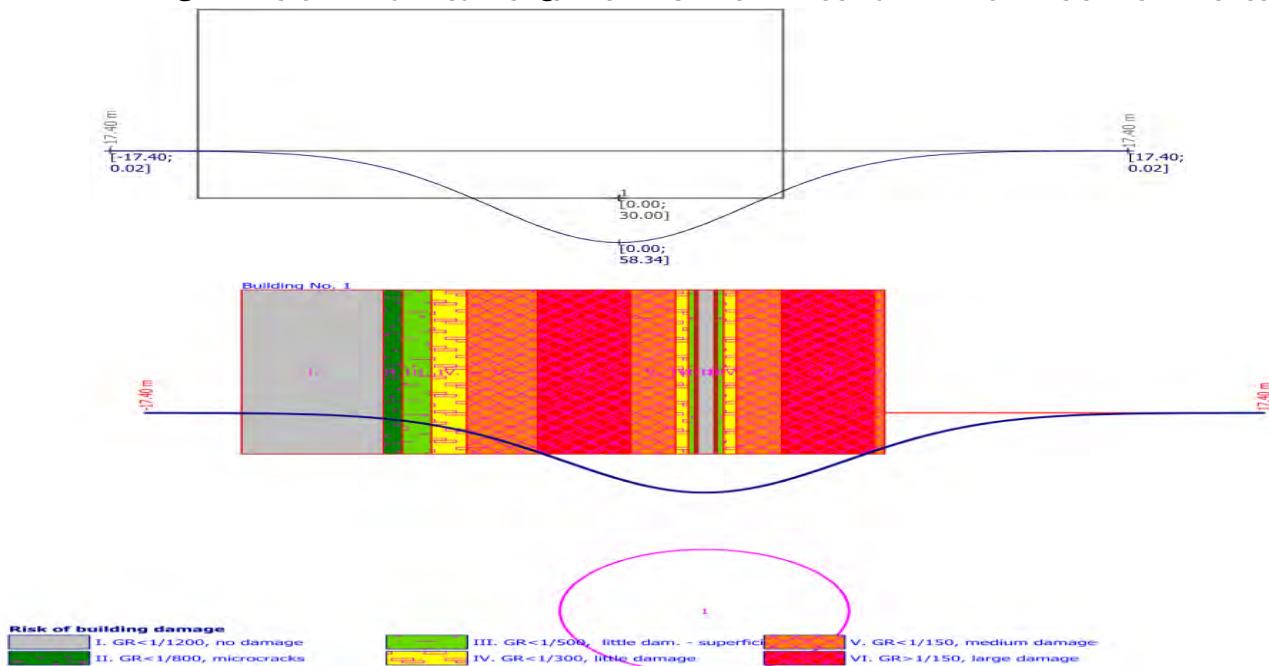 -17.40 m
[-17.40;
0.02]
17.40 m
[17.40;
0.02]
1
[0.00;
30.00]
[0.00;
58.34]
Building No. 1
-17.40 m
17.40 m
1
Risk of building damage
I. GR<1/1200, no damage
III. GR<1/500, little dam. - superfici
V. GR<1/150, medium damage
II. GR<1/800, microcracks
IV. GR<1/300, little damage
VI. GR>1/150, large damage